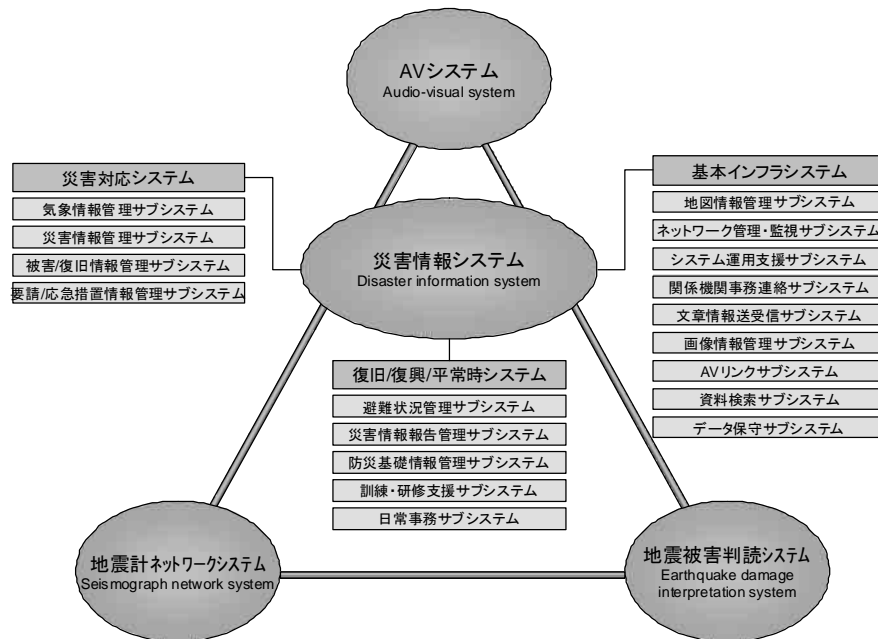 AVシステム
Audio-visual system
災害対応システム
気象情報管理サブシステム
災害情報管理サブシステム
被害/復旧情報管理サブシステム
要請/応急措置情報管理サブシステム
災害情報システム
Disaster information system
基本インフラシステム
地図情報管理サブシステム
ネットワーク管理・監視サブシステム
システム運用支援サブシステム
関係機関事務連絡サブシステム
文章情報送受信サブシステム
画像情報管理サブシステム
AVリンクサブシステム
資料検索サブシステム
データ保守サブシステム
復旧/復興/平常時システム
避難状況管理サブシステム
災害情報報告管理サブシステム
防災基礎情報管理サブシステム
訓練・研修支援サブシステム
日常事務サブシステム
地震計ネットワークシステム
Seismograph network system
地震被害判読システム
Earthquake damage
interpretation system